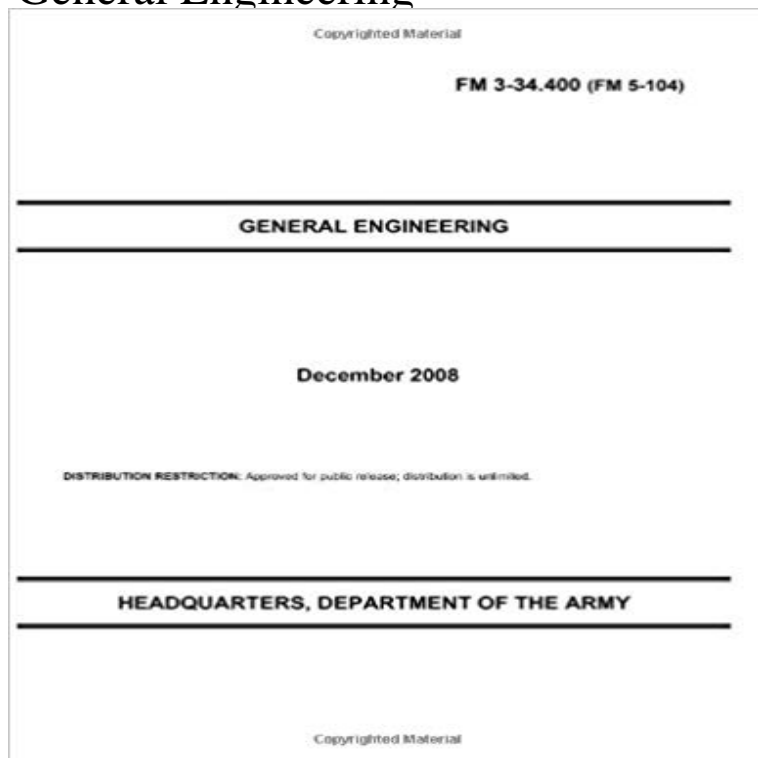 General Engineering
Copyrighted Material
FM 3-34.400 (FM 5-104)
GENERAL ENGINEERING
December 2008
DISTRIBUTION RESTRICTION: Approved for public release; distribution is unlimited.
HEADQUARTERS, DEPARTMENT OF THE ARMY
Copyrighted Material